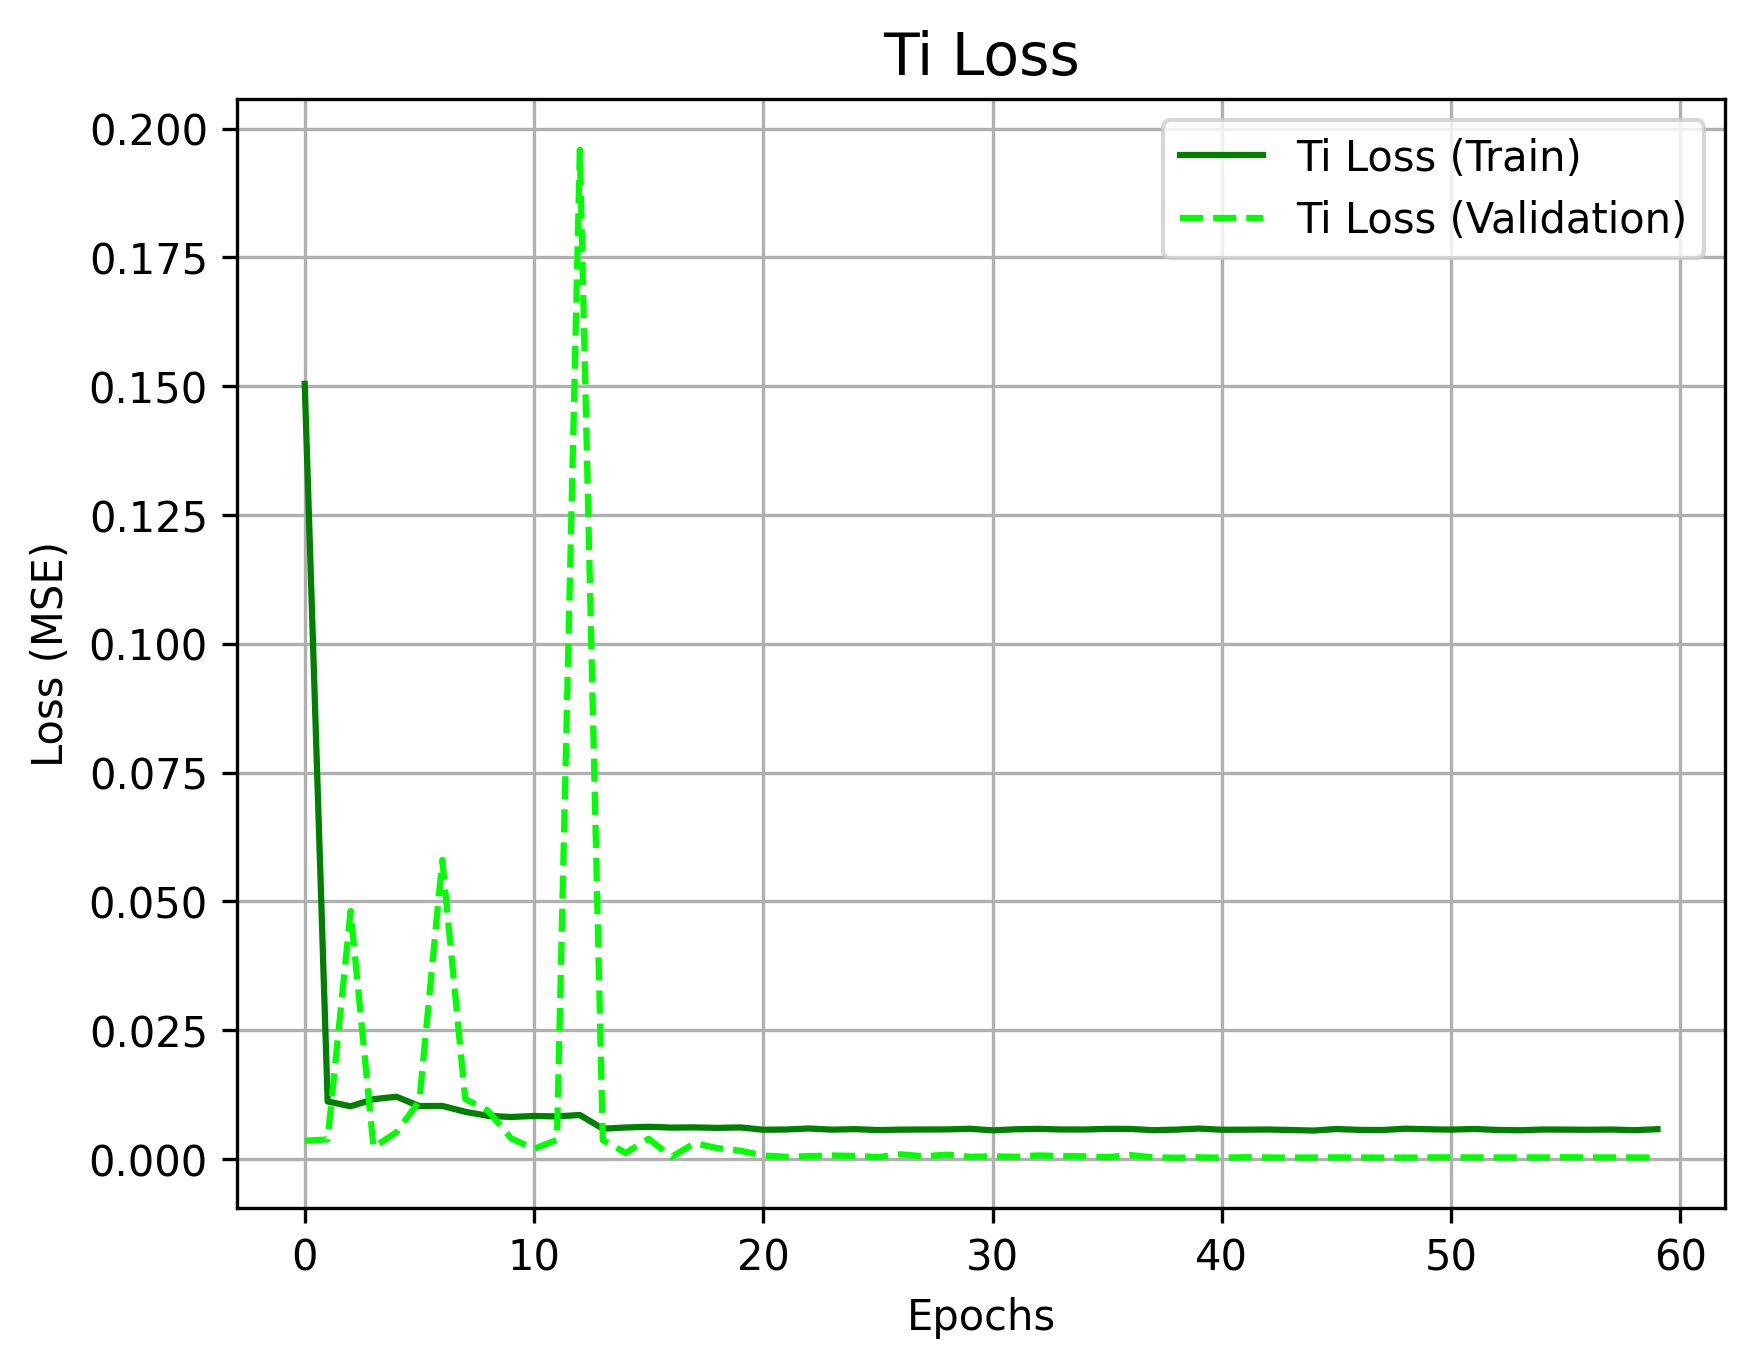 Ti Loss
Ti Loss (Train)
Ti Loss (Validation)
Loss (MSE)
0.200
0.175
0.150
0.125
0.100
0.075
0.050
0.025
0.000
0 10 20 30 40 50 60
Epochs